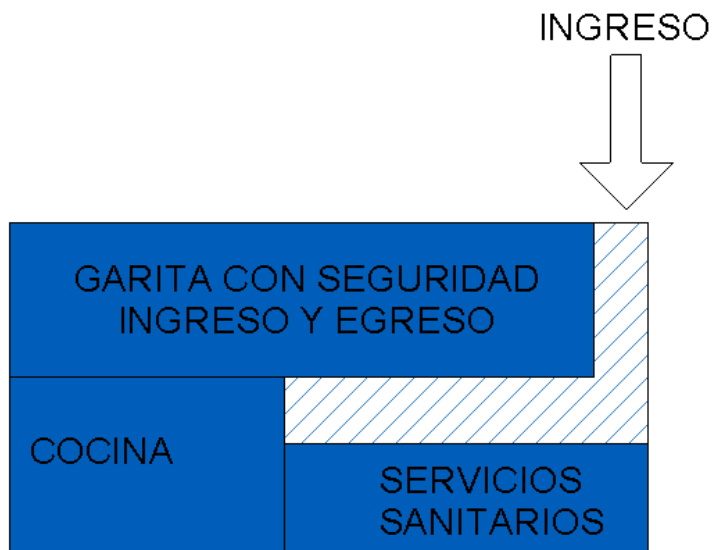 INGRESO
GARITA CON SEGURIDAD
INGRESO Y EGRESO
COCINA
SERVICIOS
SANITARIOS